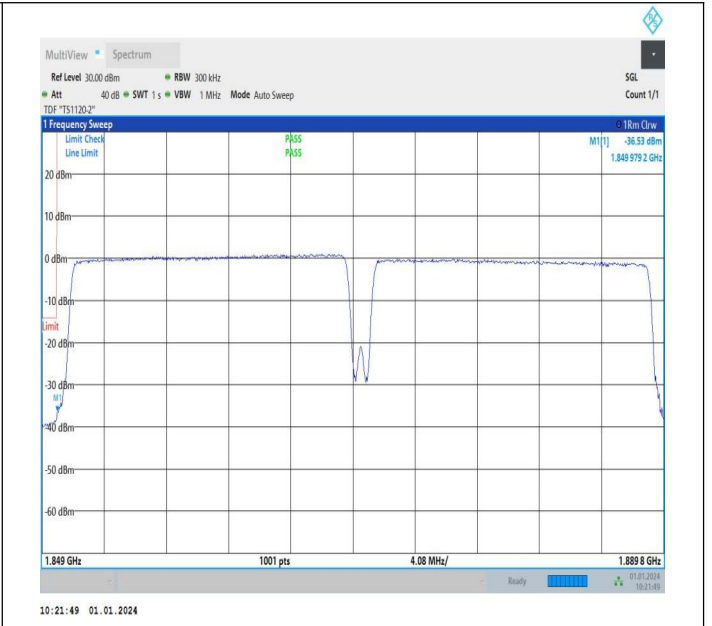 R&S
MultiView Spectrum
Ref Level 30.00 dBm RBW 300 kHz SGL
Att 40 dB SWT 1 s VBW 1 MHz Mode Auto Sweep Count 1/1
TDF "TS1120-2"
1 Frequency Sweep 1Rm Clrw
Limit Check PASS M1[1] -36.53 dBm
Line Limit PASS 1.849 979 2 GHz
20 dBm
10 dBm
0 dBm
-10 dBm
Limit
-20 dBm
-30 dBm
M1
-40 dBm
-50 dBm
-60 dBm
1.849 GHz 1001 pts 4.08 MHz/ 1.889 8 GHz
Ready 01.01.2024
10:21:49
10:21:49 01.01.2024